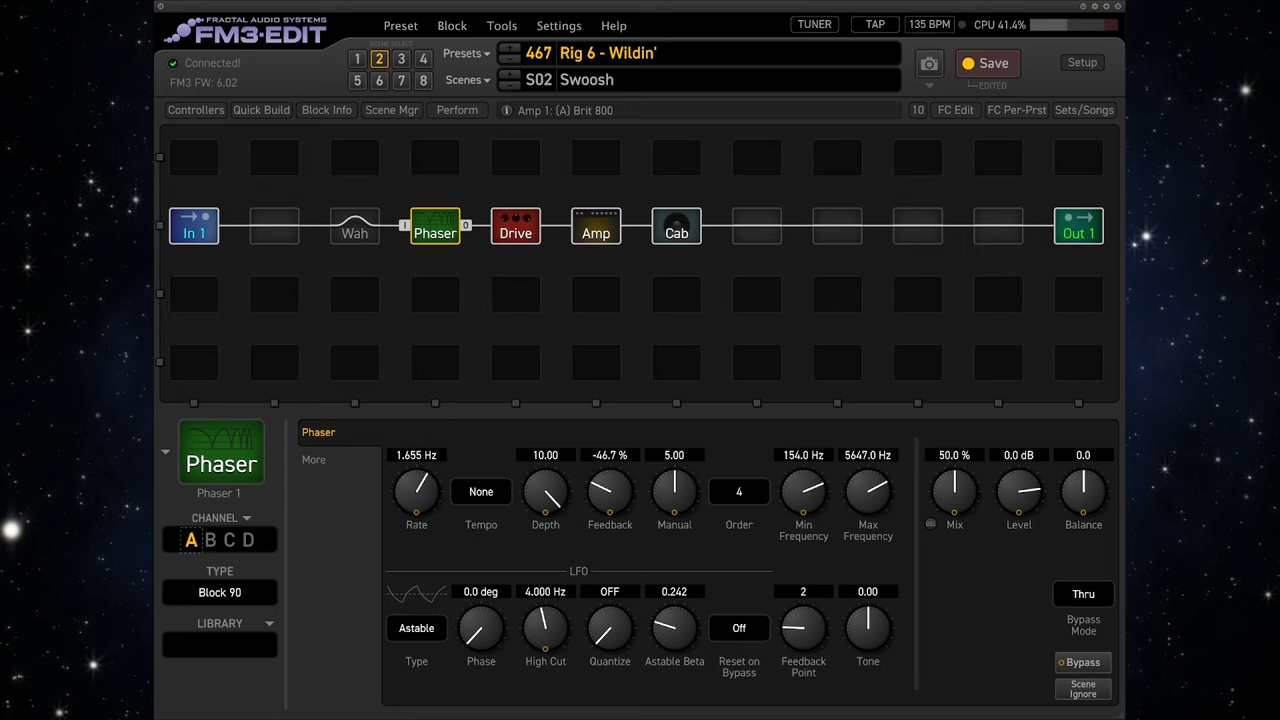 FRACTAL AUDIO SYSTEMS
FM3-EDIT
Preset Block Tools Settings Help
TUNER TAP 135 BPM CPU 41.4%
Connected!
FM3 FW: 6.02
SCENE SELECT
1 2 3 4
5 6 7 8
Presets 467 Rig 6 - Wildin'
Scenes S02 Swoosh
Save
EDITED
Setup
Controllers Quick Build Block Info Scene Mgr Perform Amp 1: (A) Brit 800 10 FC Edit FC Per-Prst Sets/Songs
In 1 Wah I Phaser O Drive Amp Cab Out 1
Phaser
Phaser 1
CHANNEL
A B C D
TYPE
Block 90
LIBRARY
Phaser
More
1.655 Hz 10.00 -46.7 % 5.00 154.0 Hz 5647.0 Hz 50.0 % 0.0 dB 0.0
None 4
Rate Tempo Depth Feedback Manual Order Min Frequency Max Frequency Mix Level Balance
LFO
0.0 deg 4.000 Hz OFF 0.242 2 0.00
Astable Off
Type Phase High Cut Quantize Astable Beta Reset on Bypass Feedback Point Tone
Thru
Bypass Mode
Bypass
Scene Ignore